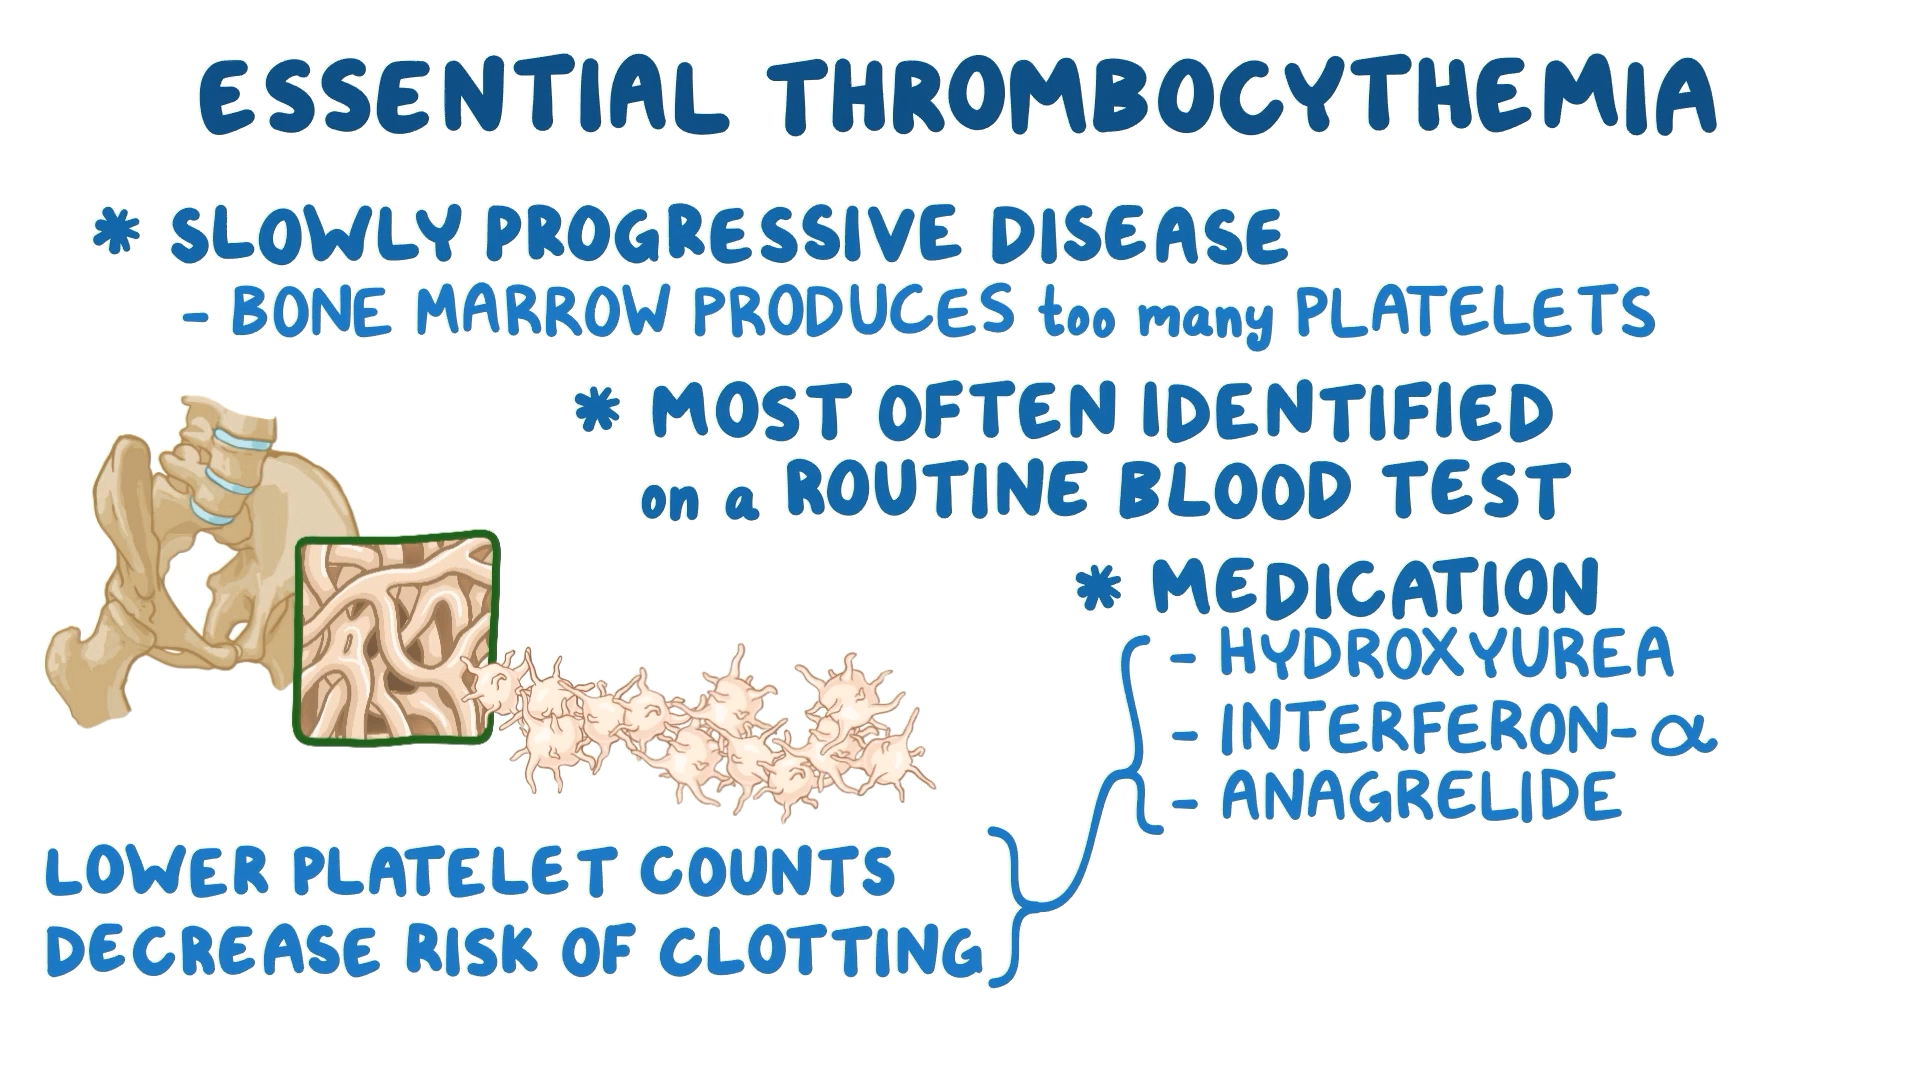 ESSENTIAL THROMBOCYTHEMIA
* SLOWLY PROGRESSIVE DISEASE
- BONE MARROW PRODUCES too many PLATELETS
* MOST OFTEN IDENTIFIED
on a ROUTINE BLOOD TEST
* MEDICATION
- HYDROXYUREA
- INTERFERON-α
- ANAGRELIDE
LOWER PLATELET COUNTS
DECREASE RISK OF CLOTTING